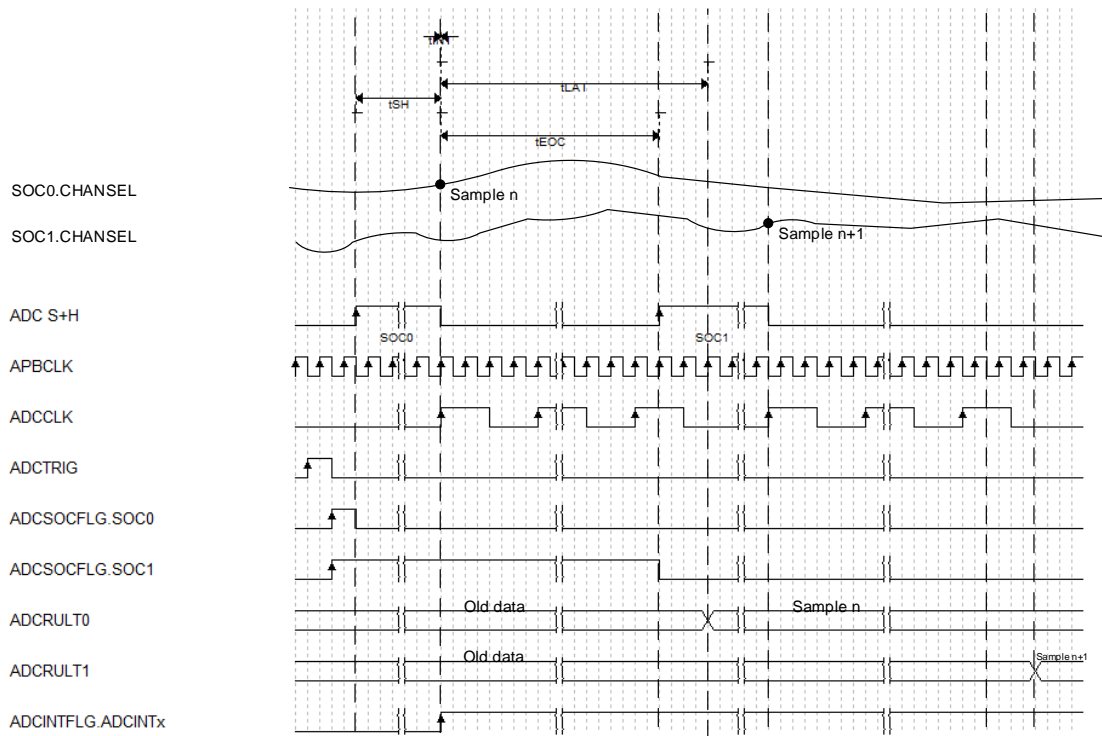 tLAT
tSH
tEOC
SOC0.CHANSEL
Sample n
SOC1.CHANSEL
Sample n+1
ADC S+H
SOC0
SOC1
APBCLK
ADCCLK
ADCTRIG
ADCSOCFLG.SOC0
ADCSOCFLG.SOC1
ADCRULT0
Old data
Sample n
ADCRULT1
Old data
Sample n+1
ADCINTFLG.ADCINTx